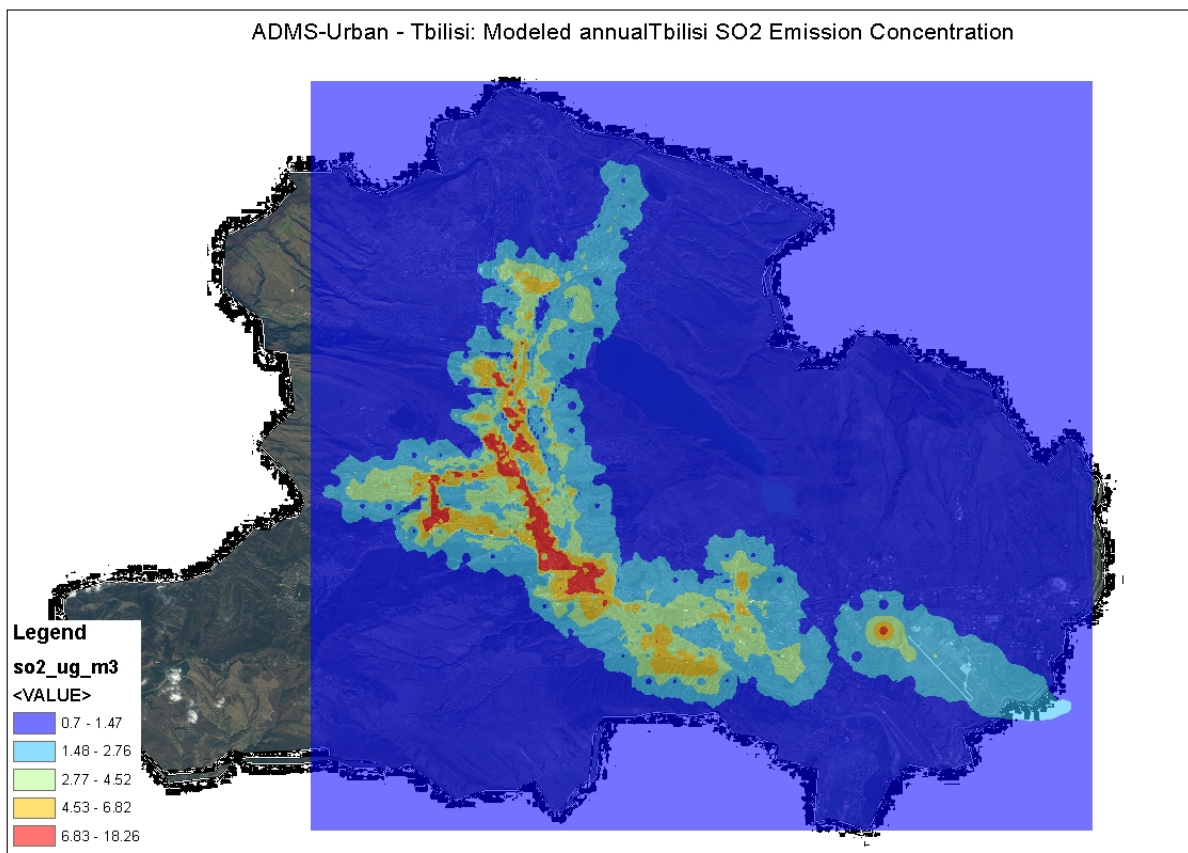 ADMS-Urban - Tbilisi: Modeled annualTbilisi SO2 Emission Concentration
Legend
so2_ug_m3
<VALUE>
0.7 - 1.47
1.48 - 2.76
2.77 - 4.52
4.53 - 6.82
6.83 - 18.26